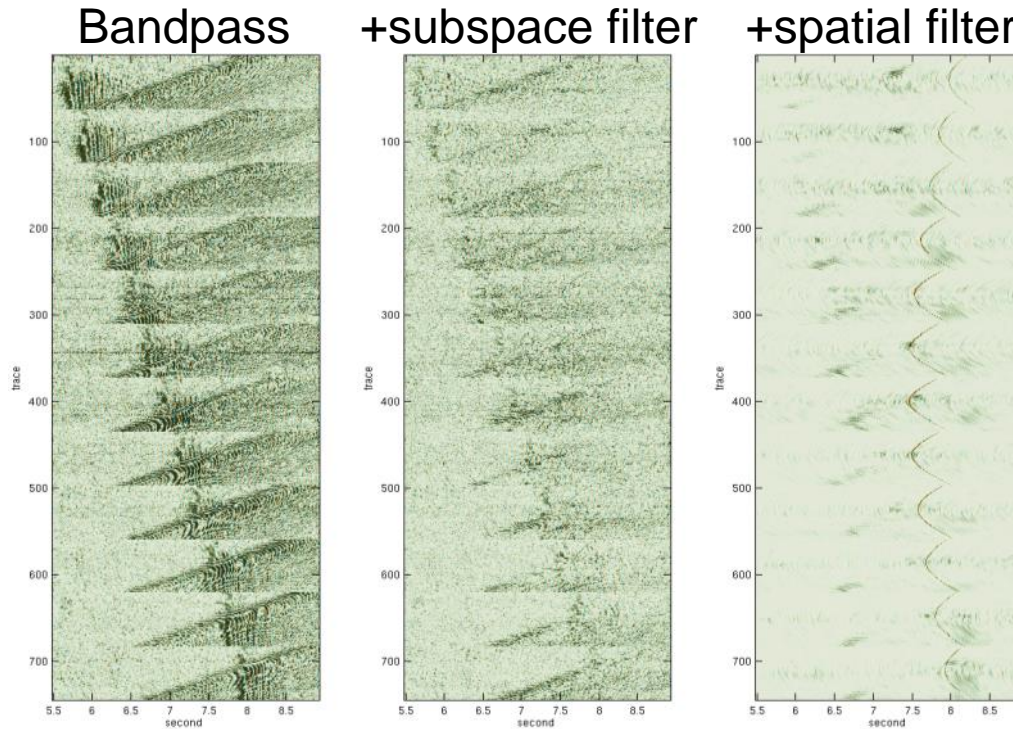 Bandpass +subspace filter +spatial filter
100 100 100
200 200 200
300 300 300
trace trace trace
400 400 400
500 500 500
600 600 600
700 700 700
5.5 6 6.5 7 7.5 8 8.5 5.5 6 6.5 7 7.5 8 8.5 5.5 6 6.5 7 7.5 8 8.5
second second second